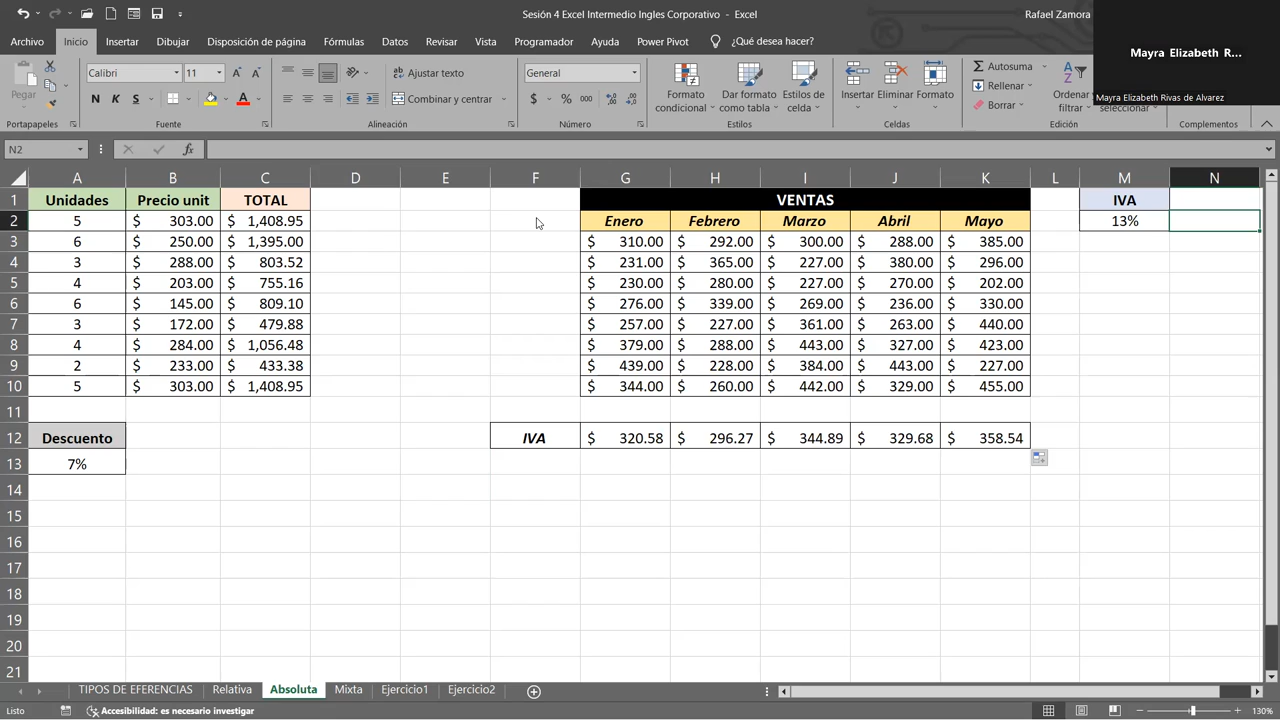 Sesión 4 Excel Intermedio Ingles Corporativo - Excel
Rafael Zamora
Mayra Elizabeth R...
Mayra Elizabeth Rivas de Alvarez
Archivo Inicio Insertar Dibujar Disposición de página Fórmulas Datos Revisar Vista Programador Ayuda Power Pivot ¿Qué desea hacer?
Pegar
Calibri 11
N K S
Ajustar texto
Combinar y centrar
General
$ % 000
Formato condicional
Dar formato como tabla
Estilos de celda
Insertar Eliminar Formato
Autosuma
Rellenar
Borrar
Ordenar filtrar
seleccionar
Portapapeles Fuente Alineación Número Estilos Celdas Edición Complementos
N2 fx
A B C D E F G H I J K L M N
1 Unidades Precio unit TOTAL VENTAS IVA
2 5 $ 303.00 $ 1,408.95 Enero Febrero Marzo Abril Mayo 13%
3 6 $ 250.00 $ 1,395.00 $ 310.00 $ 292.00 $ 300.00 $ 288.00 $ 385.00
4 3 $ 288.00 $ 803.52 $ 231.00 $ 365.00 $ 227.00 $ 380.00 $ 296.00
5 4 $ 203.00 $ 755.16 $ 230.00 $ 280.00 $ 227.00 $ 270.00 $ 202.00
6 6 $ 145.00 $ 809.10 $ 276.00 $ 339.00 $ 269.00 $ 236.00 $ 330.00
7 3 $ 172.00 $ 479.88 $ 257.00 $ 227.00 $ 361.00 $ 263.00 $ 440.00
8 4 $ 284.00 $ 1,056.48 $ 379.00 $ 288.00 $ 443.00 $ 327.00 $ 423.00
9 2 $ 233.00 $ 433.38 $ 439.00 $ 228.00 $ 384.00 $ 443.00 $ 227.00
10 5 $ 303.00 $ 1,408.95 $ 344.00 $ 260.00 $ 442.00 $ 329.00 $ 455.00
11
12 Descuento IVA $ 320.58 $ 296.27 $ 344.89 $ 329.68 $ 358.54
13 7%
14
15
16
17
18
19
20
21
TIPOS DE EFERENCIAS Relativa Absoluta Mixta Ejercicio1 Ejercicio2
Listo Accesibilidad: es necesario investigar 130%